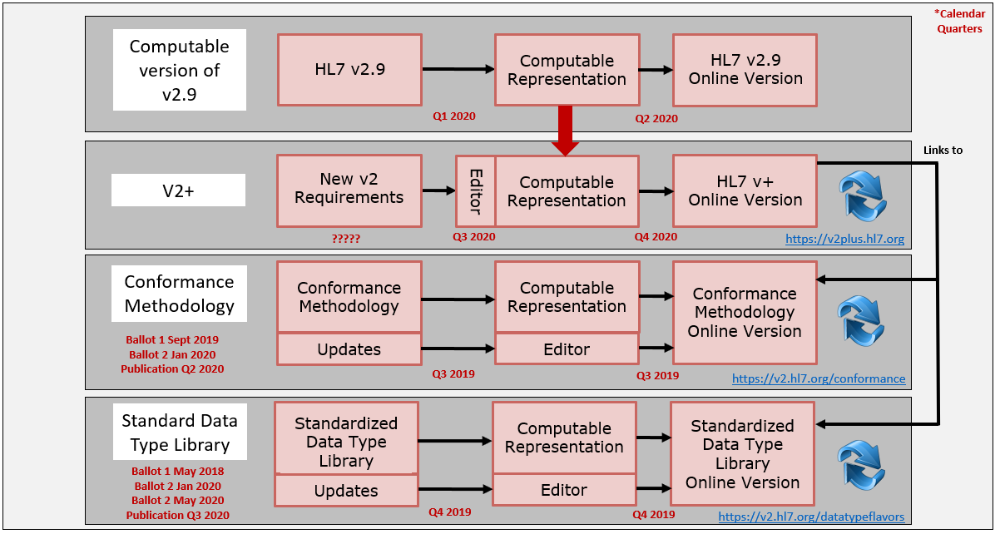 *Calendar
Quarters
Computable
version of
v2.9
HL7 v2.9
Computable
Representation
HL7 v2.9
Online Version
Q1 2020
Q2 2020
Links to
V2+
New v2
Requirements
Editor
Computable
Representation
HL7 v+
Online Version
?????
Q3 2020
Q4 2020
https://v2plus.hl7.org
Conformance
Methodology
Ballot 1 Sept 2019
Ballot 2 Jan 2020
Publication Q2 2020
Conformance
Methodology
Updates
Computable
Representation
Editor
Conformance
Methodology
Online Version
Q3 2019
Q3 2019
https://v2.hl7.org/conformance
Standard Data
Type Library
Ballot 1 May 2018
Ballot 2 Jan 2020
Ballot 2 May 2020
Publication Q3 2020
Standardized
Data Type
Library
Updates
Computable
Representation
Editor
Standardized
Data Type
Library
Online Version
Q4 2019
Q4 2019
https://v2.hl7.org/datatypeflavors